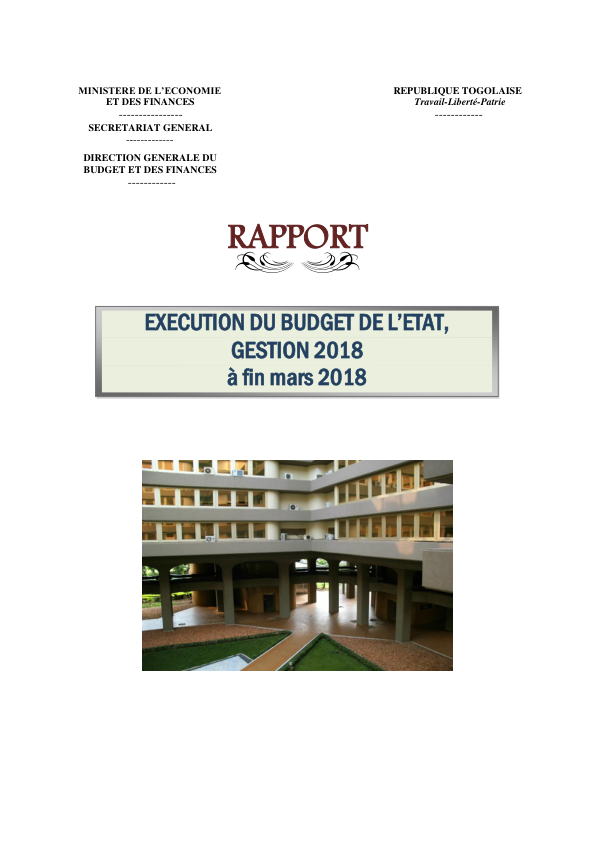 MINISTERE DE L'ECONOMIE
ET DES FINANCES
----------------
SECRETARIAT GENERAL
------------
DIRECTION GENERALE DU
BUDGET ET DES FINANCES
------------
REPUBLIQUE TOGOLAISE
Travail-Liberté-Patrie
------------
RAPPORT
EXECUTION DU BUDGET DE L'ETAT,
GESTION 2018
à fin mars 2018